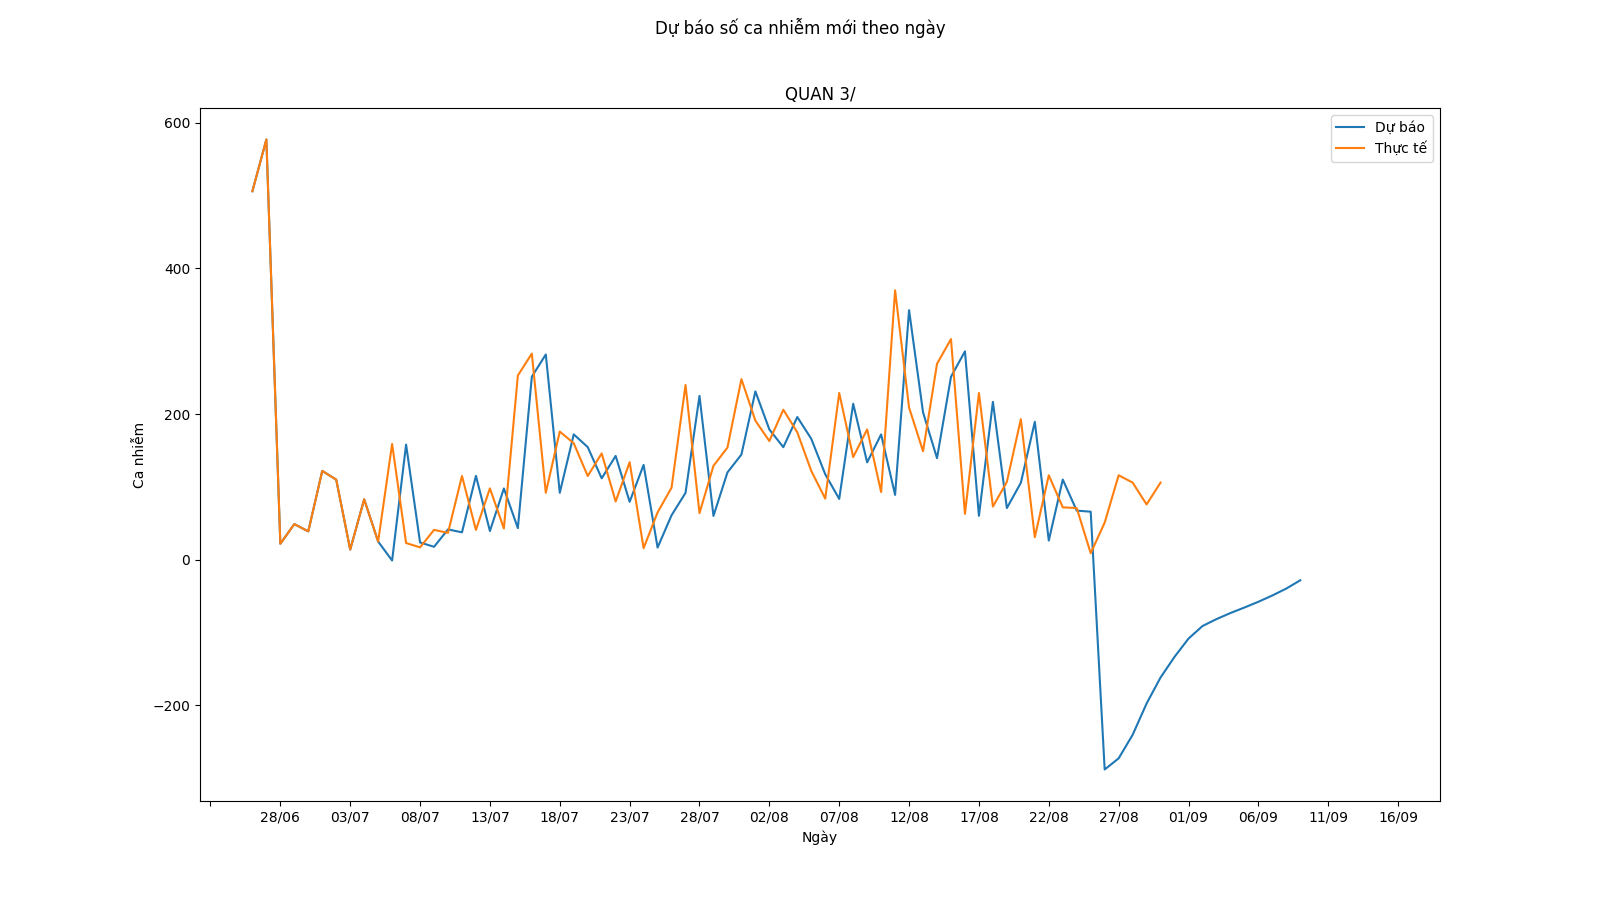 Dự báo số ca nhiễm mới theo ngày
QUAN 3/
Dự báo
Thực tế
600
400
200
0
−200
Ca nhiễm
28/06 03/07 08/07 13/07 18/07 23/07 28/07 02/08 07/08 12/08 17/08 22/08 27/08 01/09 06/09 11/09 16/09
Ngày